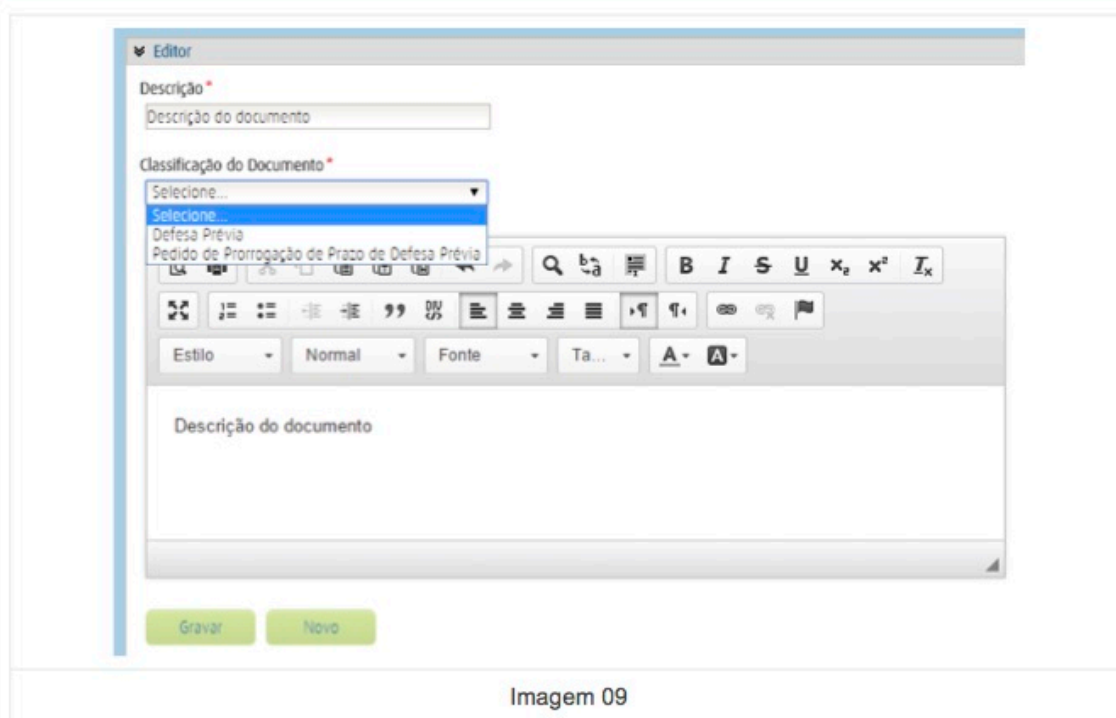 Editor
Descrição *
Descrição do documento
Classificação do Documento *
Selecione...
Selecione...
Defesa Prévia
Pedido de Prorrogação de Prazo de Defesa Prévia
B I S U x₂ x² Iₓ
Estilo Normal Fonte Ta... A A
Descrição do documento
Gravar Novo
Imagem 09